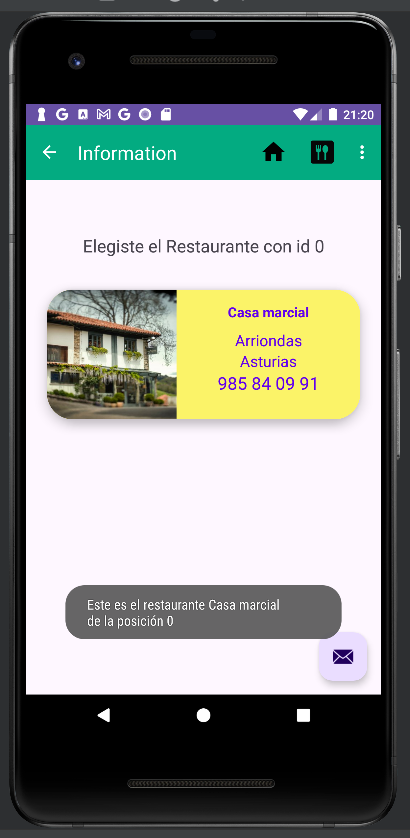 21:20
Information
Elegiste el Restaurante con id 0
Casa marcial
Arriondas
Asturias
985 84 09 91
Este es el restaurante Casa marcial
de la posición 0